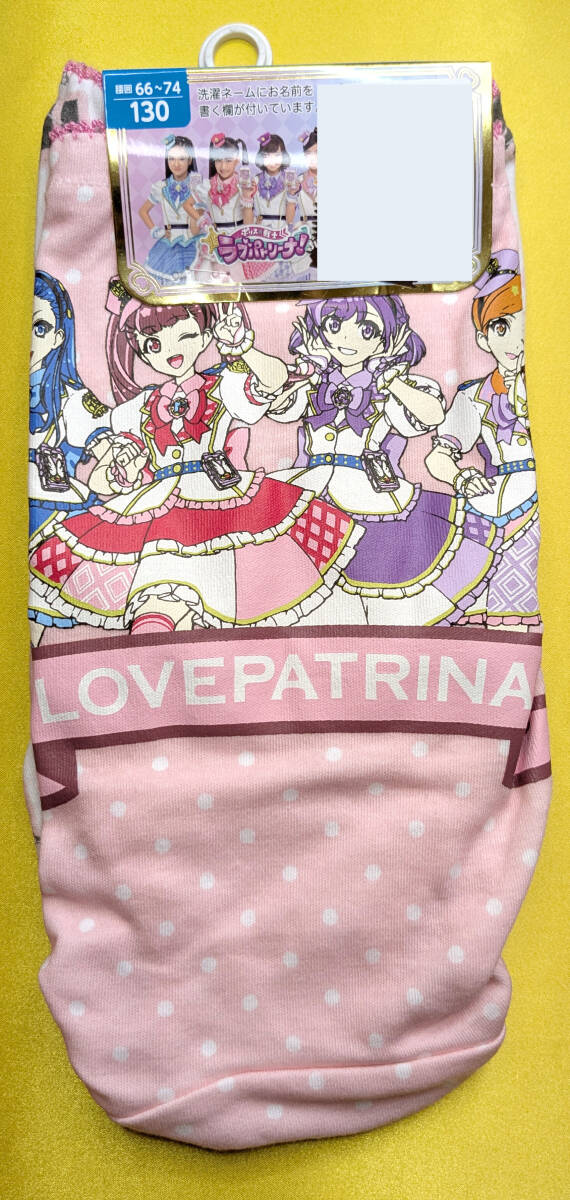 腰囲 66~74
130
洗濯ネームにお名前を
書く欄が付いています。
ポリス×戦士
ラブパトリーナ!
LOVEPATRINA